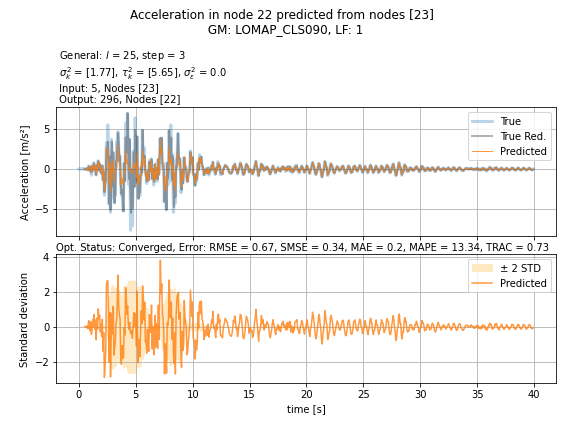 Acceleration in node 22 predicted from nodes [23]
GM: LOMAP_CLS090, LF: 1
General: l = 25, step = 3
σ²ₖ = [1.77], τ²ₖ = [5.65], σ²ε = 0.0
Input: 5, Nodes [23]
Output: 296, Nodes [22]
Acceleration [m/s²]
5
0
−5
True
True Red.
Predicted
Opt. Status: Converged, Error: RMSE = 0.67, SMSE = 0.34, MAE = 0.2, MAPE = 13.34, TRAC = 0.73
Standard deviation
4
2
0
−2
± 2 STD
Predicted
0 5 10 15 20 25 30 35 40
time [s]